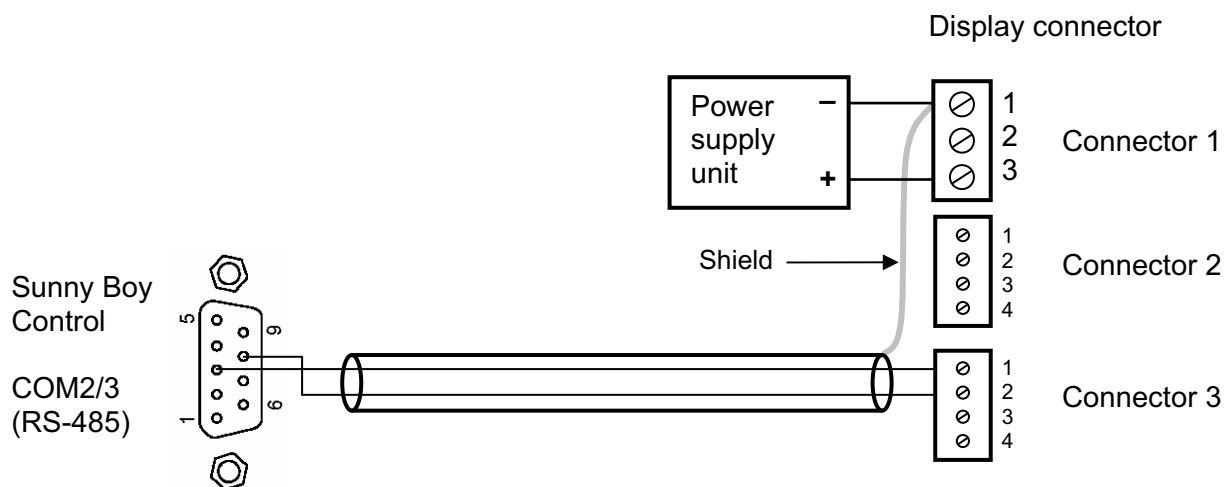 Display connector
Power
supply
unit
–
+
1
2
3
Connector 1
Shield
1
2
3
4
Connector 2
Sunny Boy
Control
COM2/3
(RS-485)
5
9
1
6
1
2
3
4
Connector 3